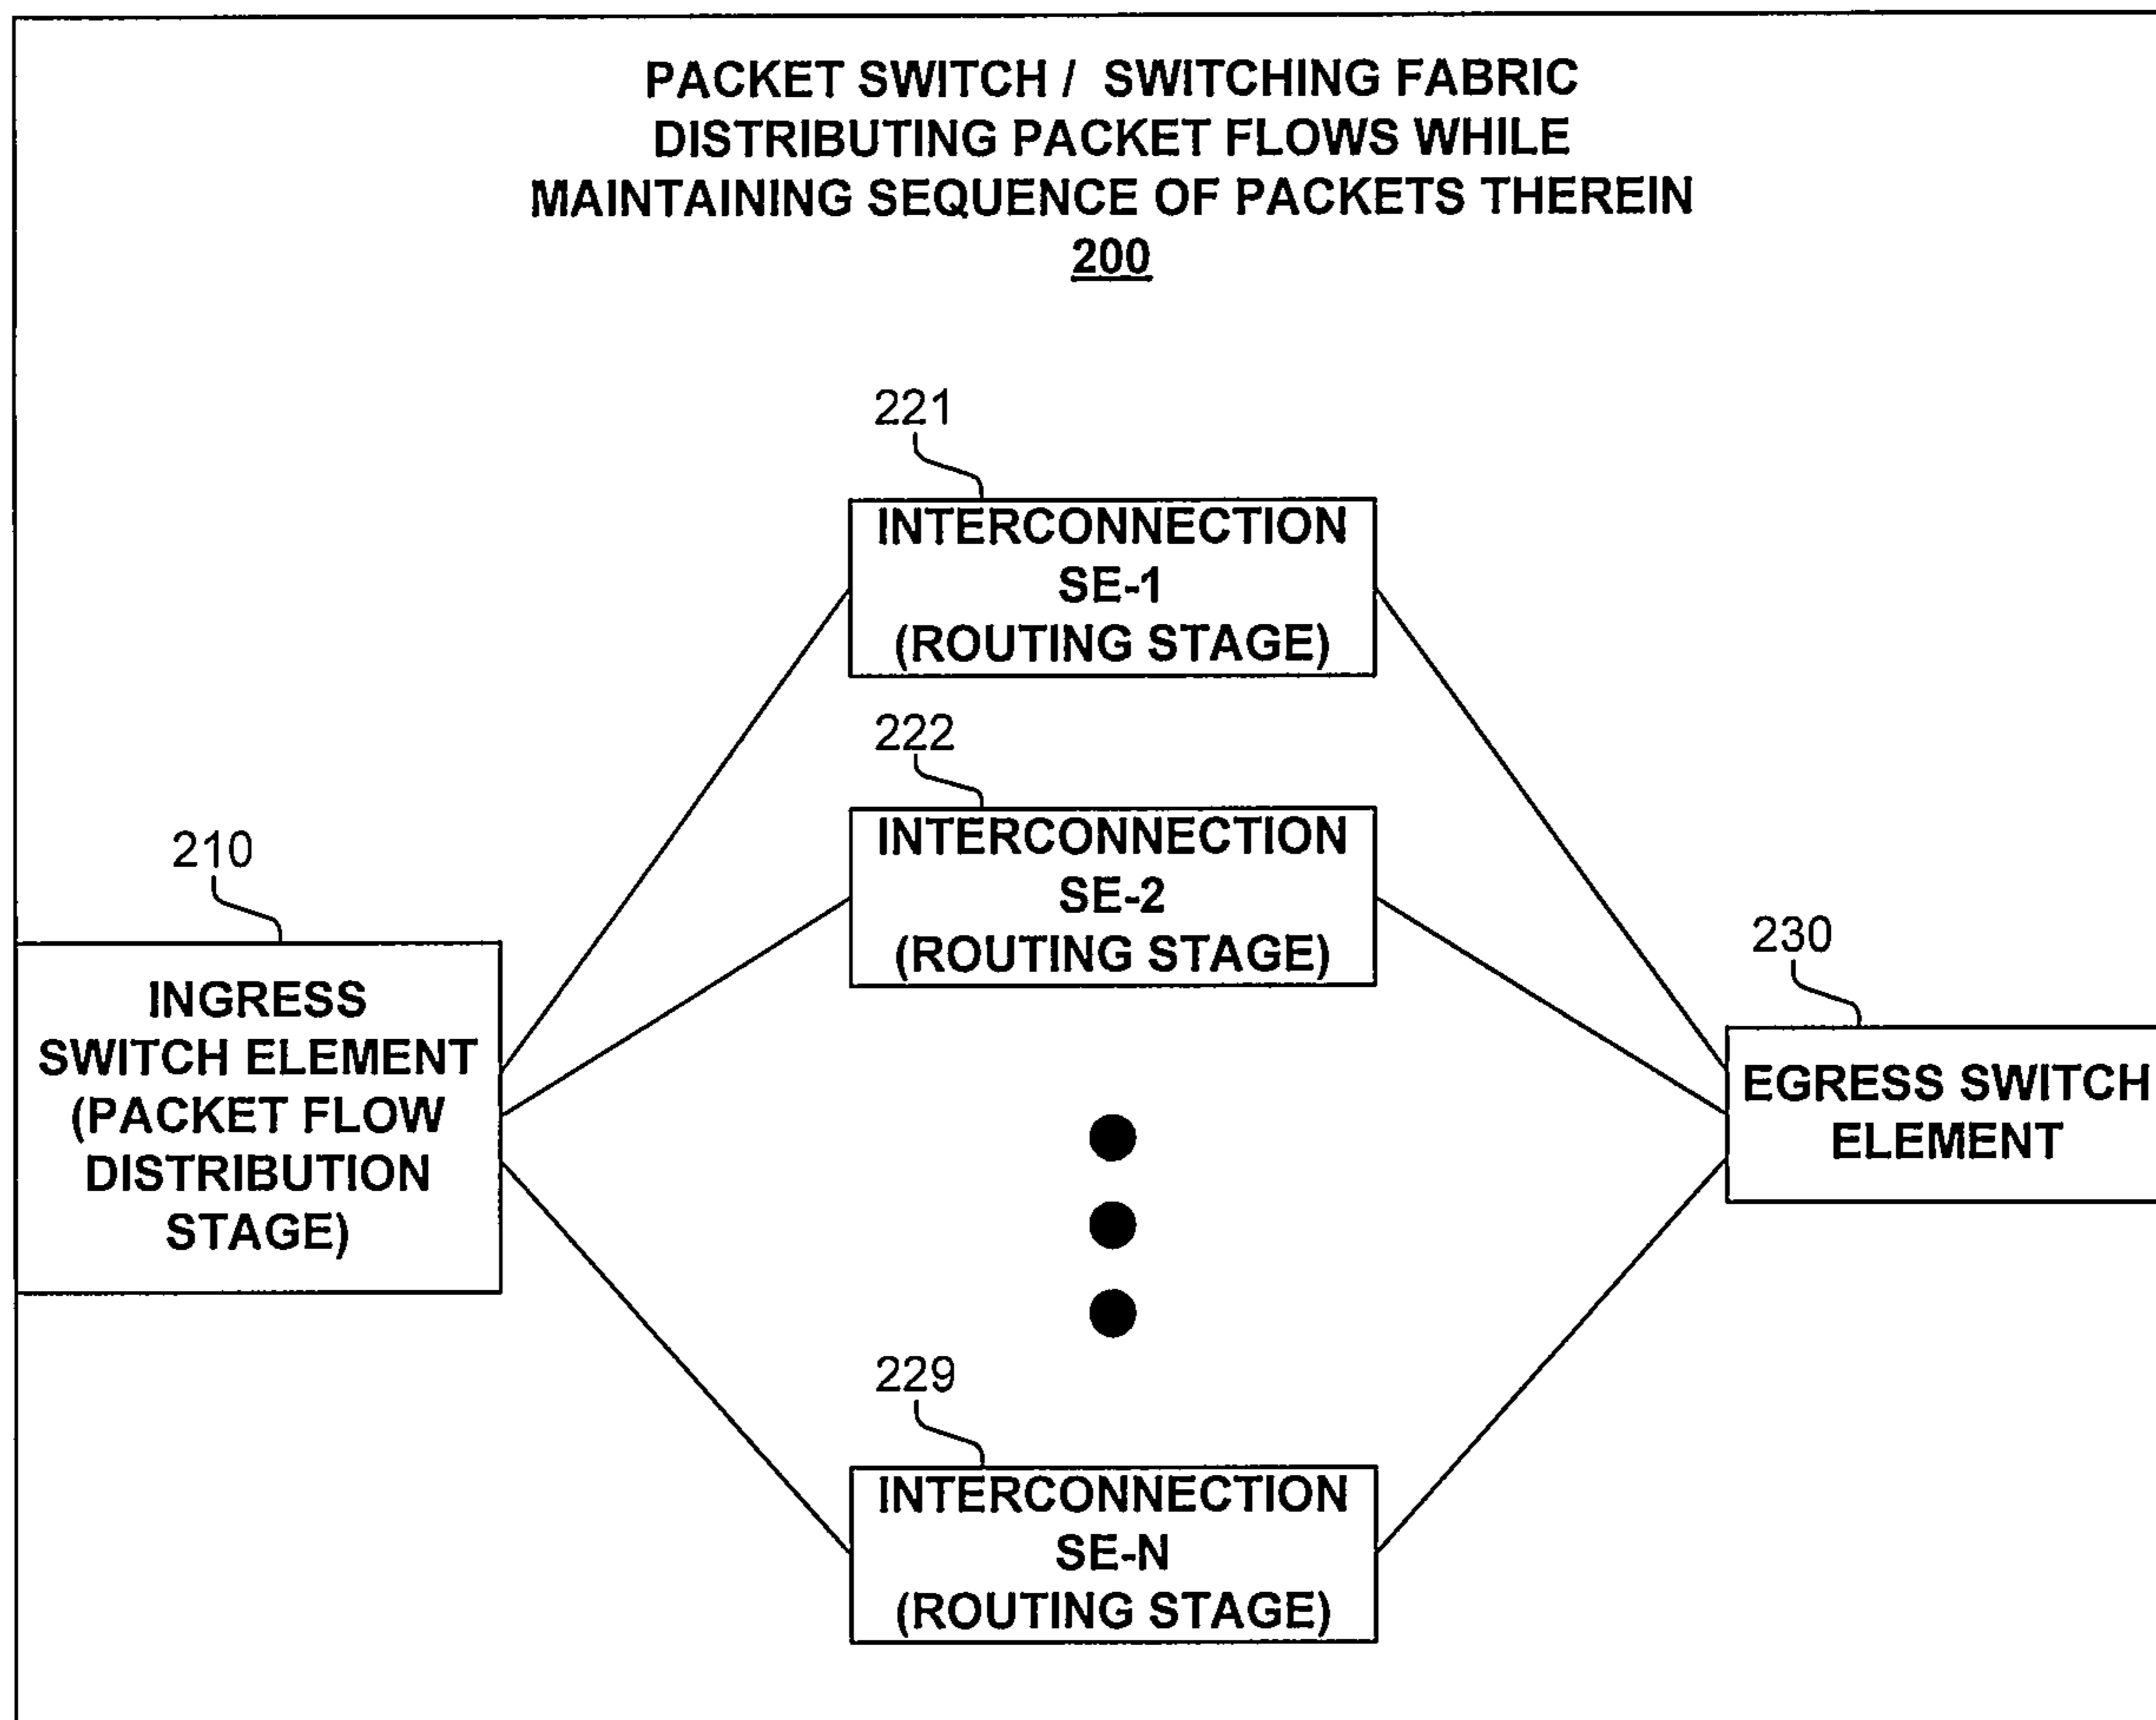 PACKET SWITCH / SWITCHING FABRIC
DISTRIBUTING PACKET FLOWS WHILE
MAINTAINING SEQUENCE OF PACKETS THEREIN
200
221
INTERCONNECTION
SE-1
(ROUTING STAGE)
222
INTERCONNECTION
SE-2
(ROUTING STAGE)
210
INGRESS
SWITCH ELEMENT
(PACKET FLOW
DISTRIBUTION
STAGE)
230
EGRESS SWITCH
ELEMENT
229
INTERCONNECTION
SE-N
(ROUTING STAGE)